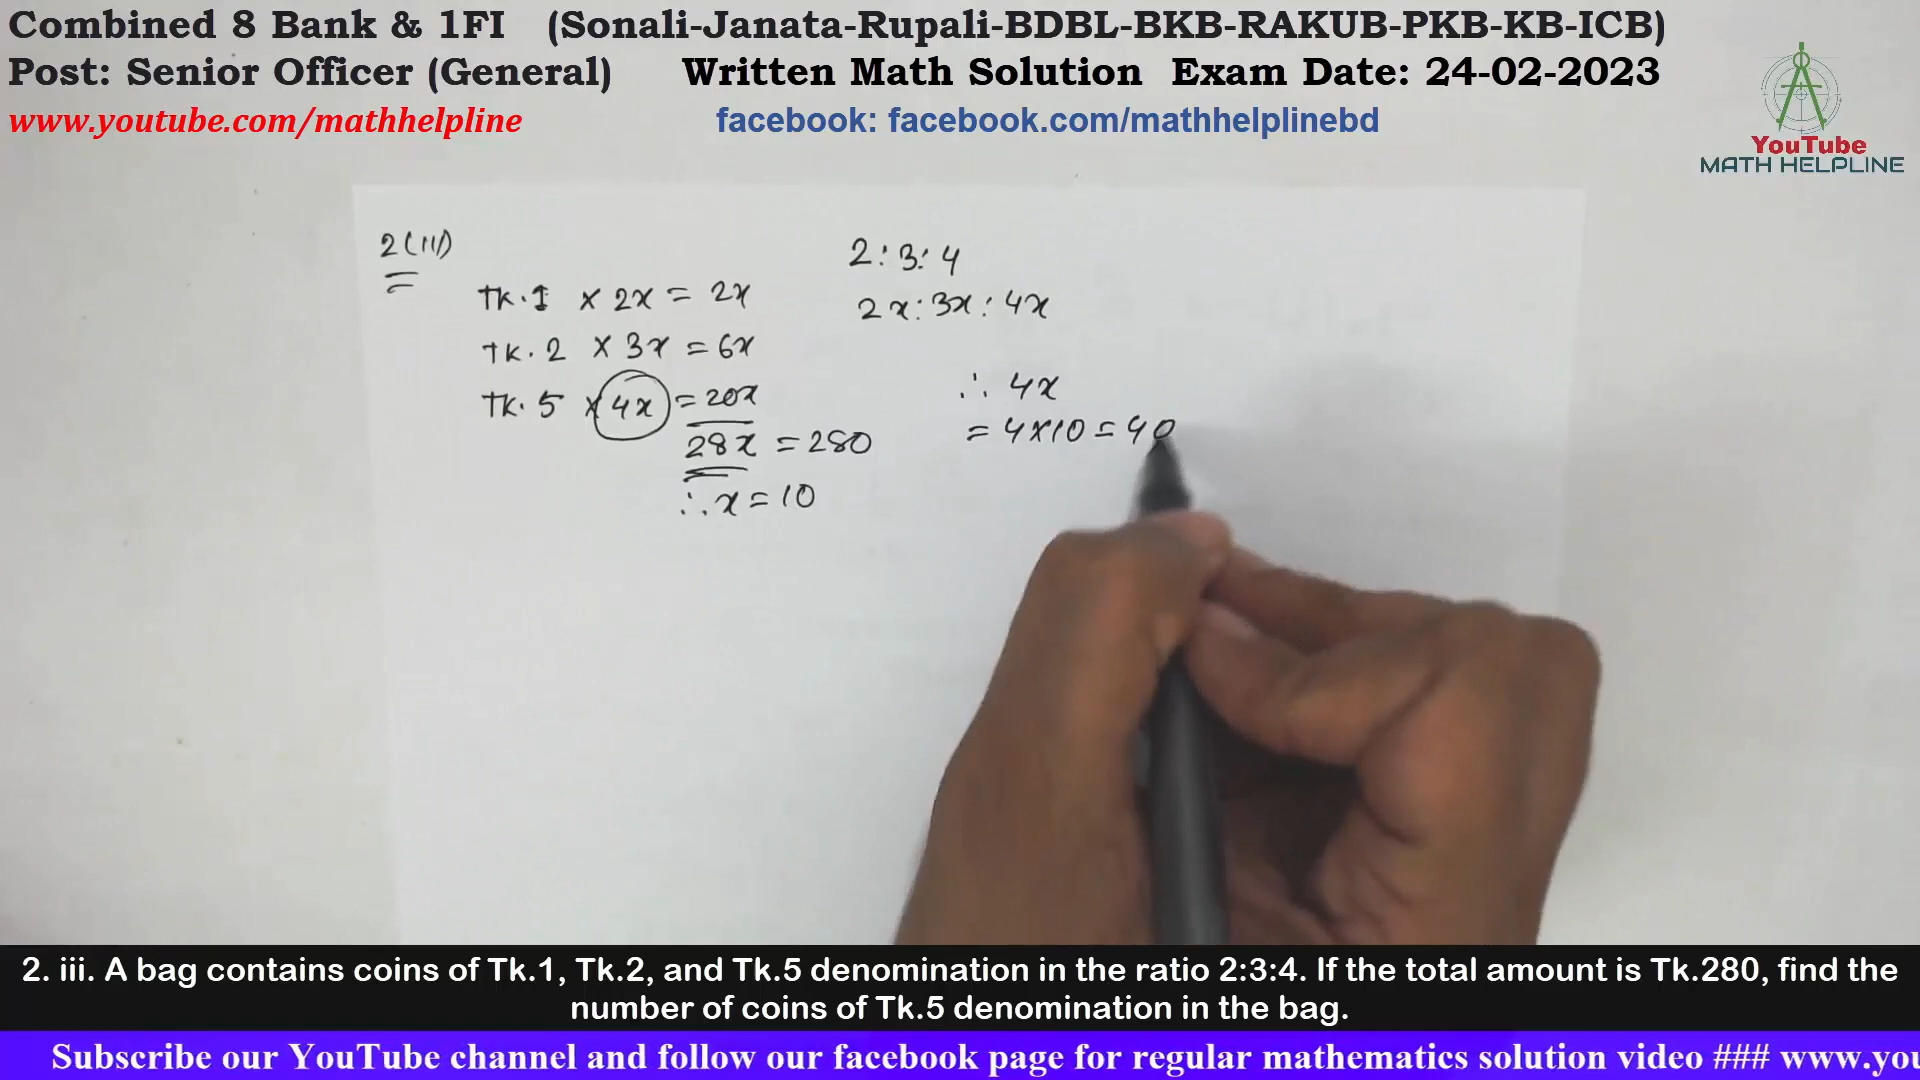 Combined 8 Bank & 1FI (Sonali-Janata-Rupali-BDBL-BKB-RAKUB-PKB-KB-ICB)
Post: Senior Officer (General) Written Math Solution Exam Date: 24-02-2023
www.youtube.com/mathhelpline facebook: facebook.com/mathhelplinebd
YouTube
MATH HELPLINE
2(iii)
Tk.1 × 2x = 2x
Tk.2 × 3x = 6x
Tk.5 × 4x = 20x
28x = 280
∴ x = 10
2:3:4
2x:3x:4x
∴ 4x
= 4×10 = 40
2. iii. A bag contains coins of Tk.1, Tk.2, and Tk.5 denomination in the ratio 2:3:4. If the total amount is Tk.280, find the
number of coins of Tk.5 denomination in the bag.
Subscribe our YouTube channel and follow our facebook page for regular mathematics solution video ### www.you